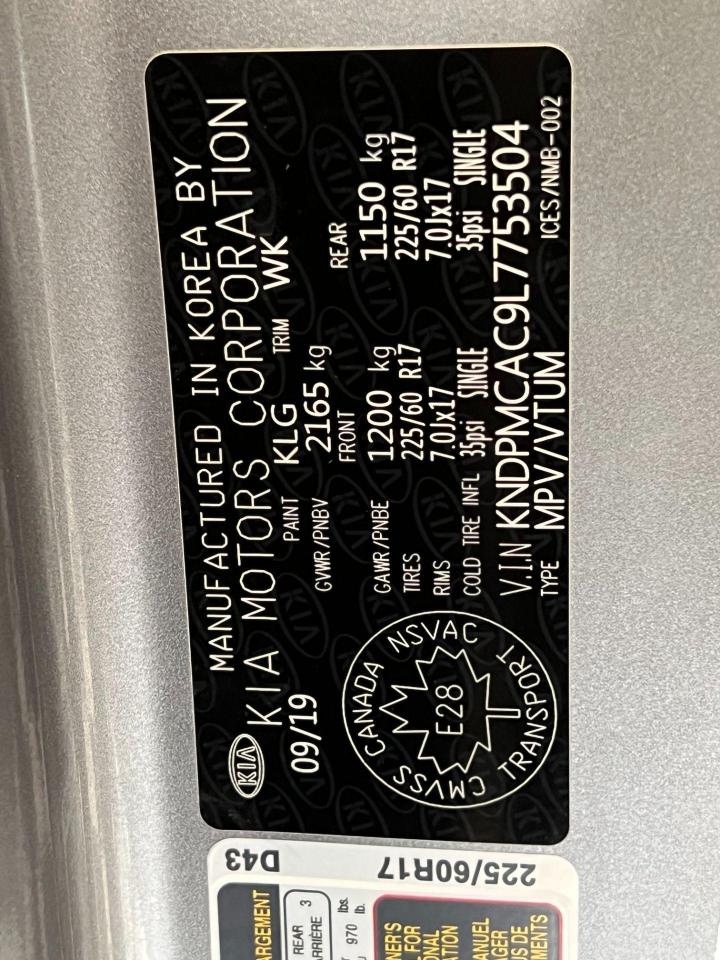 KIA
MANUFACTURED IN KOREA BY
KIA MOTORS CORPORATION
09/19 PAINT KLG TRIM WK
GVWR/PNBV 2165 kg
FRONT REAR
GAWR/PNBE 1200 kg 1150 kg
TIRES 225/60 R17 225/60 R17
RIMS 7.0Jx17 7.0Jx17
COLD TIRE INFL 35psi SINGLE 35psi SINGLE
V.I.N KNDPMCAC9L7753504
TYPE MPV/VTUM ICES/NMB-002
CANADA NSVAC
CMVSS TRANSPORT
E28
D43
225/60R17
REAR 3
970 lbs.
lb.